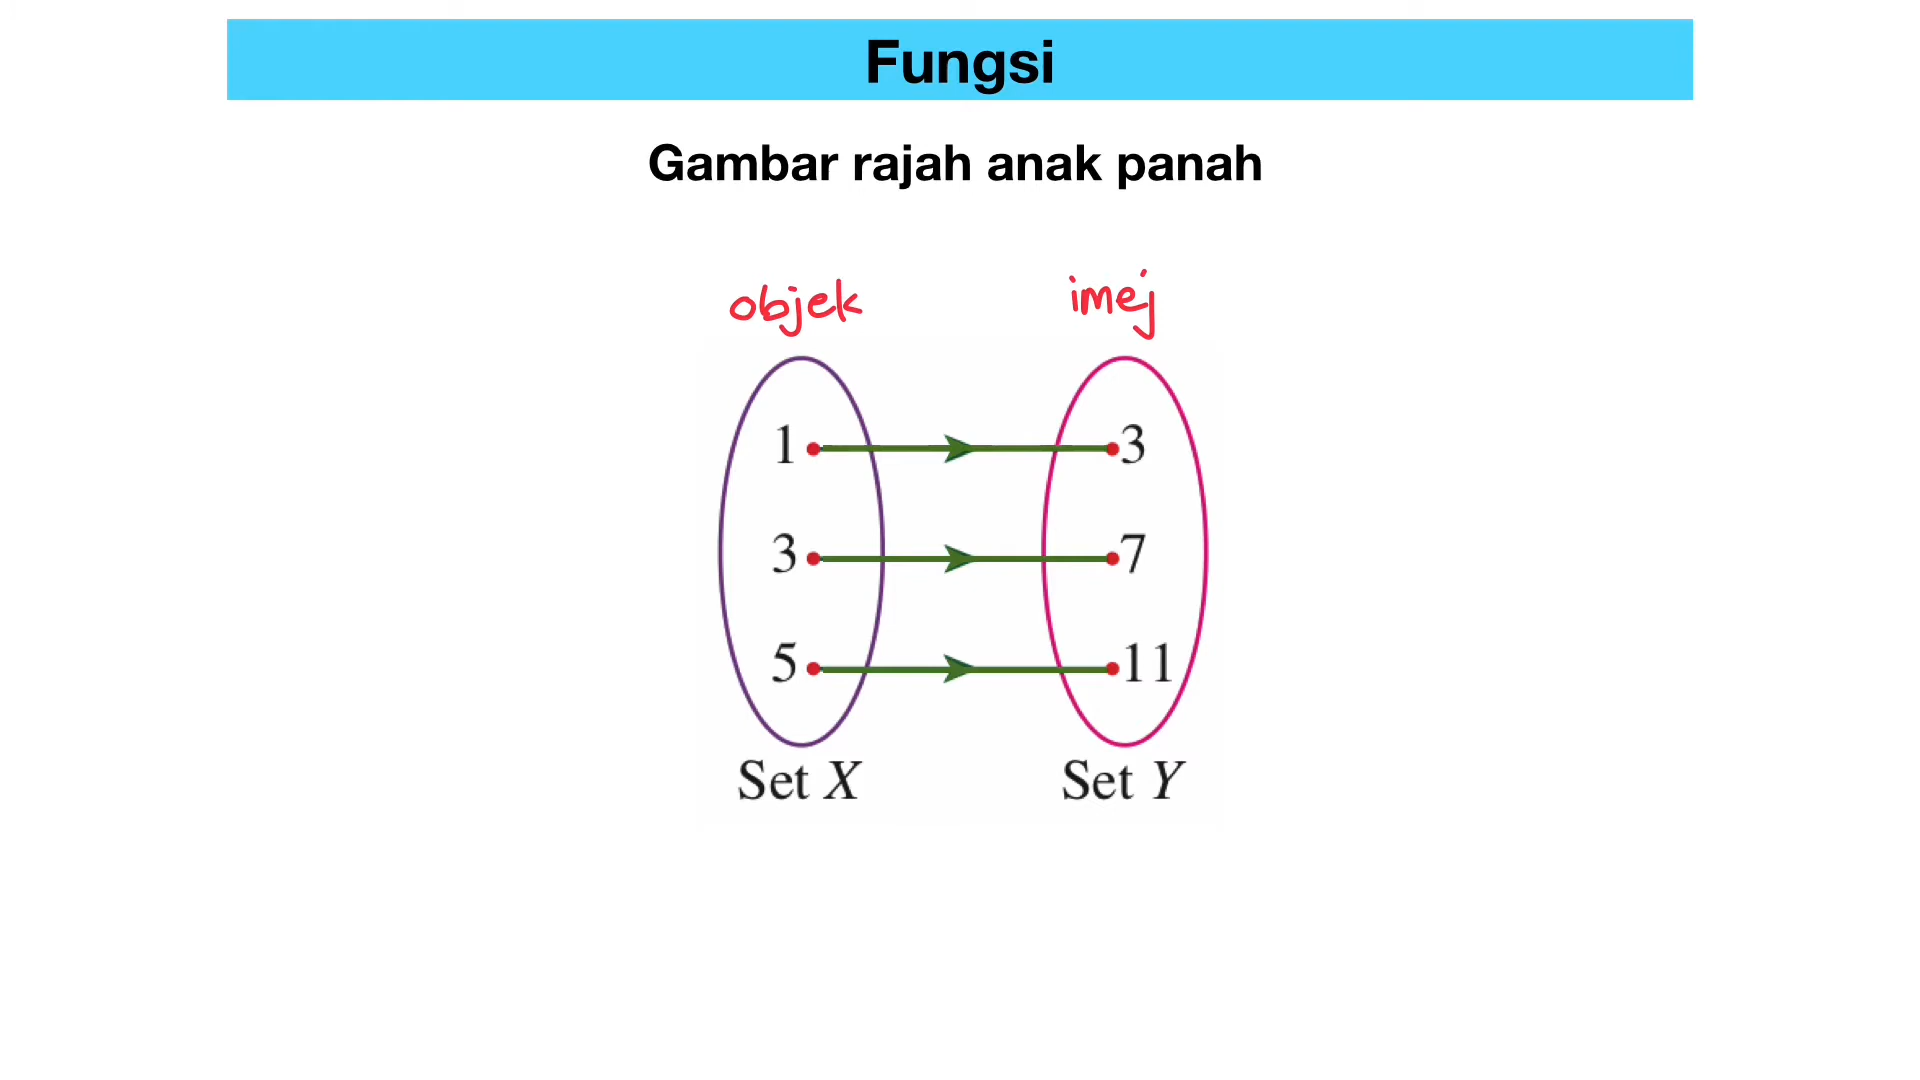 Fungsi
Gambar rajah anak panah
objek imej
1 3
3 7
5 11
Set X Set Y